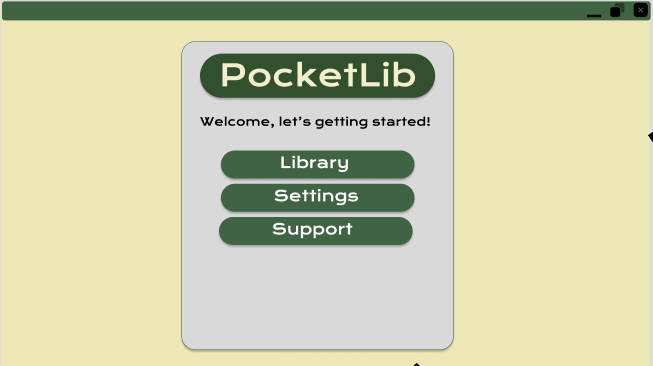 PocketLib
Welcome, let's getting started!
Library
Settings
Support